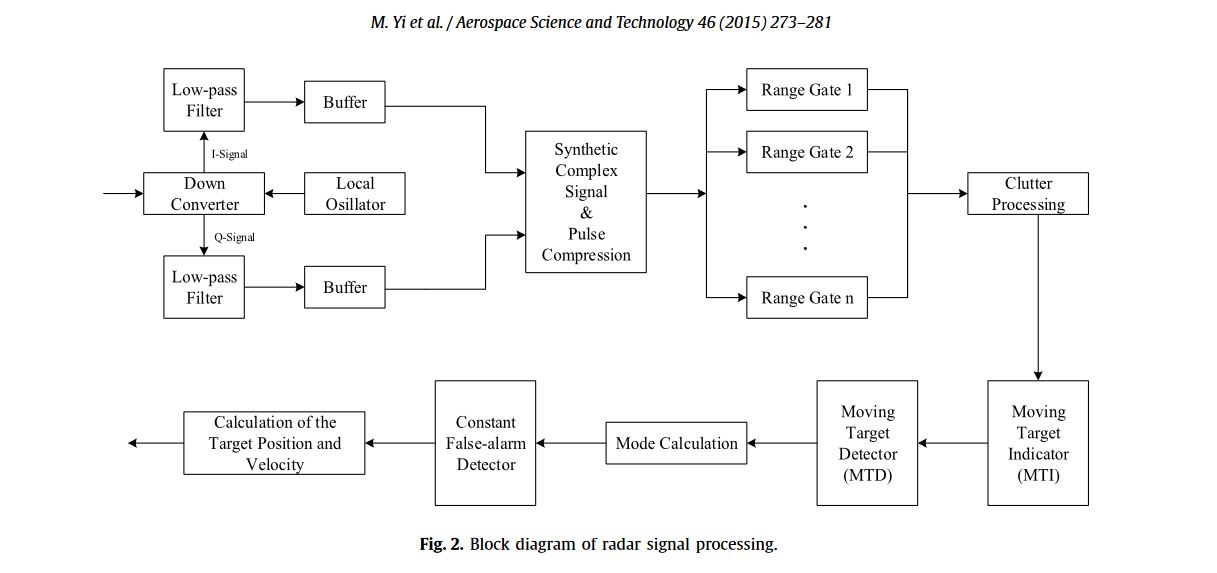 M. Yi et al. / Aerospace Science and Technology 46 (2015) 273–281
Low-pass
Filter
Buffer
I-Signal
Down
Converter
Local
Osillator
Q-Signal
Low-pass
Filter
Buffer
Synthetic
Complex
Signal
&
Pulse
Compression
Range Gate 1
Range Gate 2
Range Gate n
Clutter
Processing
Calculation of the
Target Position and
Velocity
Constant
False-alarm
Detector
Mode Calculation
Moving
Target
Detector
(MTD)
Moving
Target
Indicator
(MTI)
Fig. 2. Block diagram of radar signal processing.